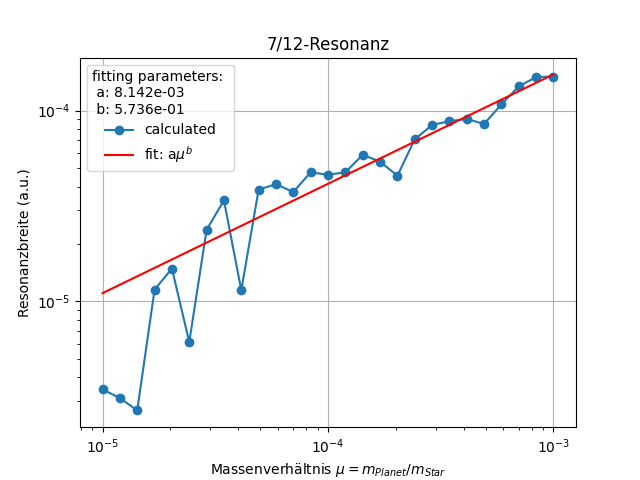 7/12-Resonanz
fitting parameters:
a: 8.142e-03
b: 5.736e-01
calculated
fit: aμ^b
Resonanzbreite (a.u.)
10^-4
10^-5
10^-5
10^-4
10^-3
Massenverhältnis μ = m_Planet/m_Star